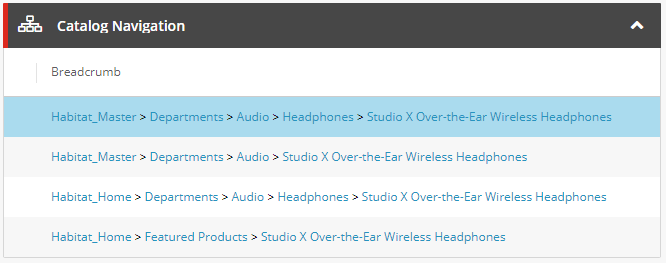 Catalog Navigation
Breadcrumb
Habitat_Master > Departments > Audio > Headphones > Studio X Over-the-Ear Wireless Headphones
Habitat_Master > Departments > Audio > Studio X Over-the-Ear Wireless Headphones
Habitat_Home > Departments > Audio > Headphones > Studio X Over-the-Ear Wireless Headphones
Habitat_Home > Featured Products > Studio X Over-the-Ear Wireless Headphones